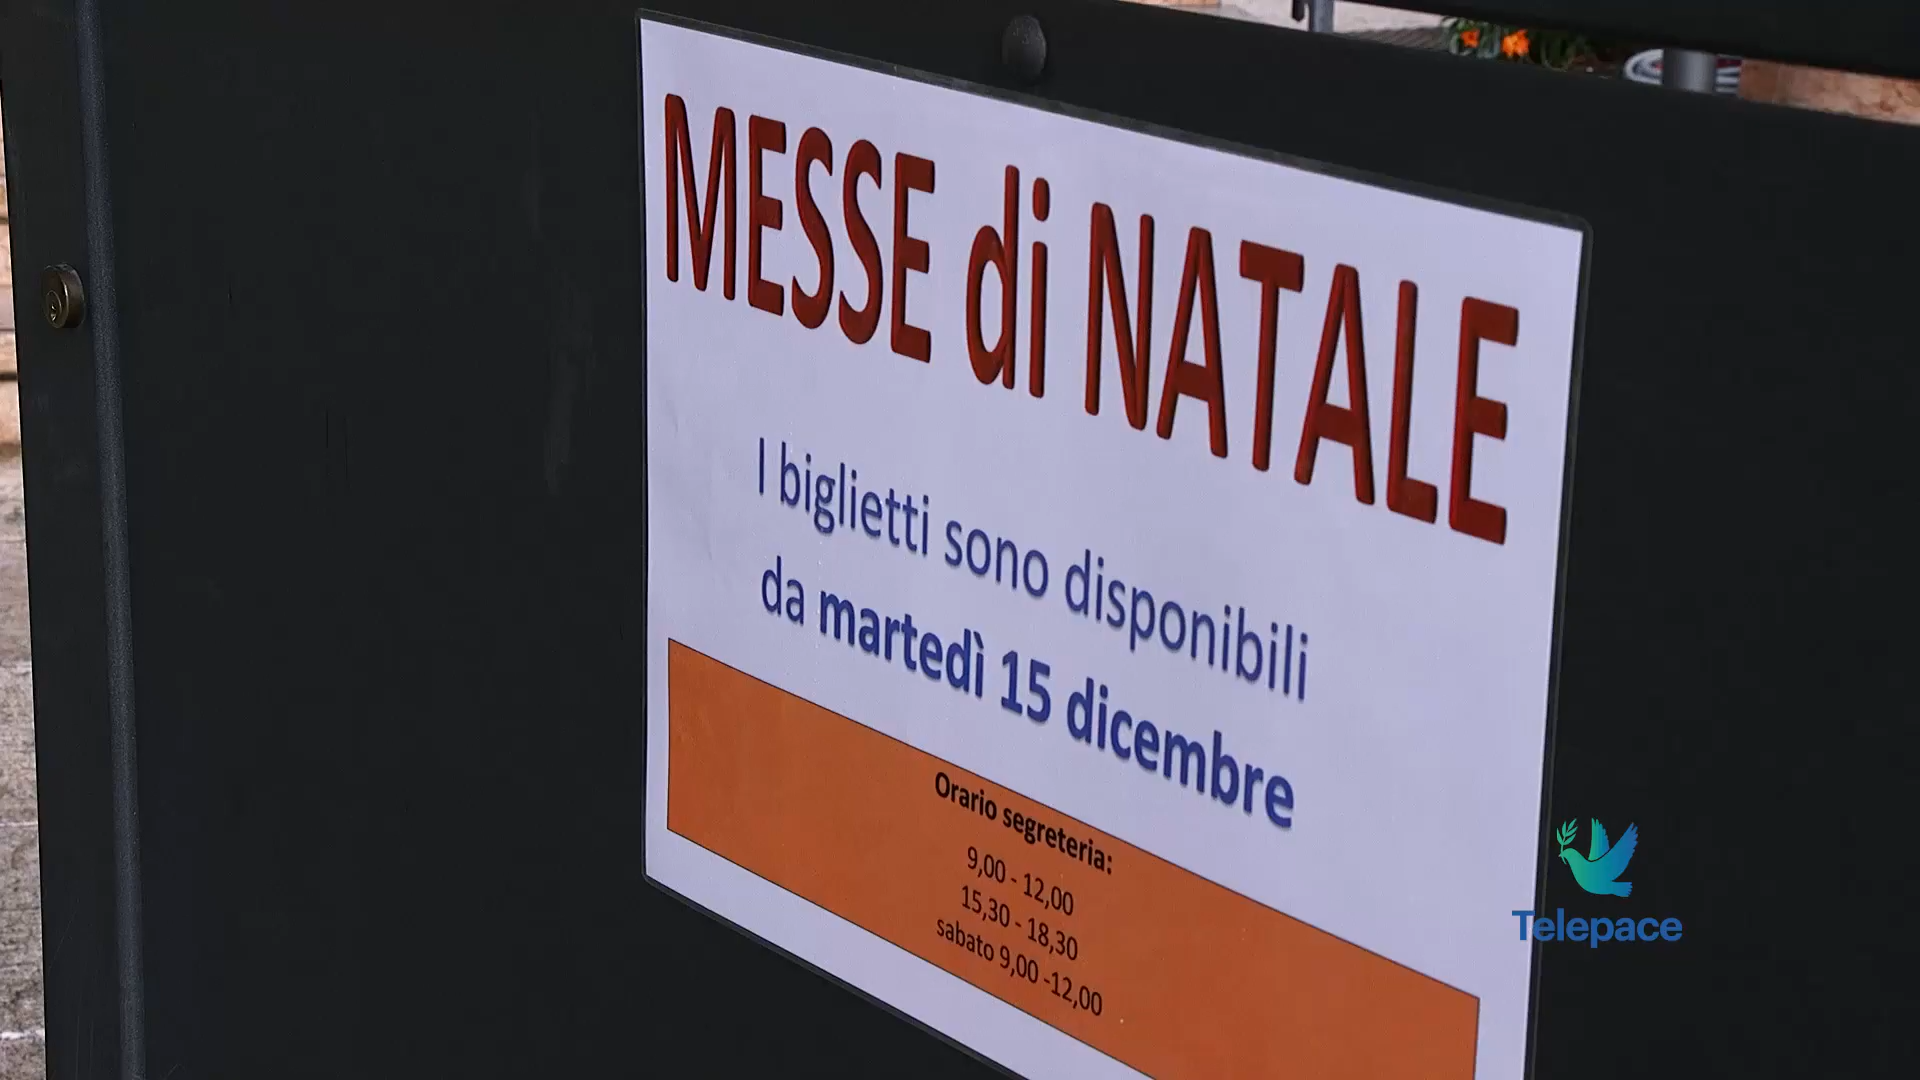 MESSE di NATALE
I biglietti sono disponibili
da martedì 15 dicembre
Orario segreteria:
9,00 - 12,00
15,30 - 18,30
sabato 9,00 -12,00
Telepace